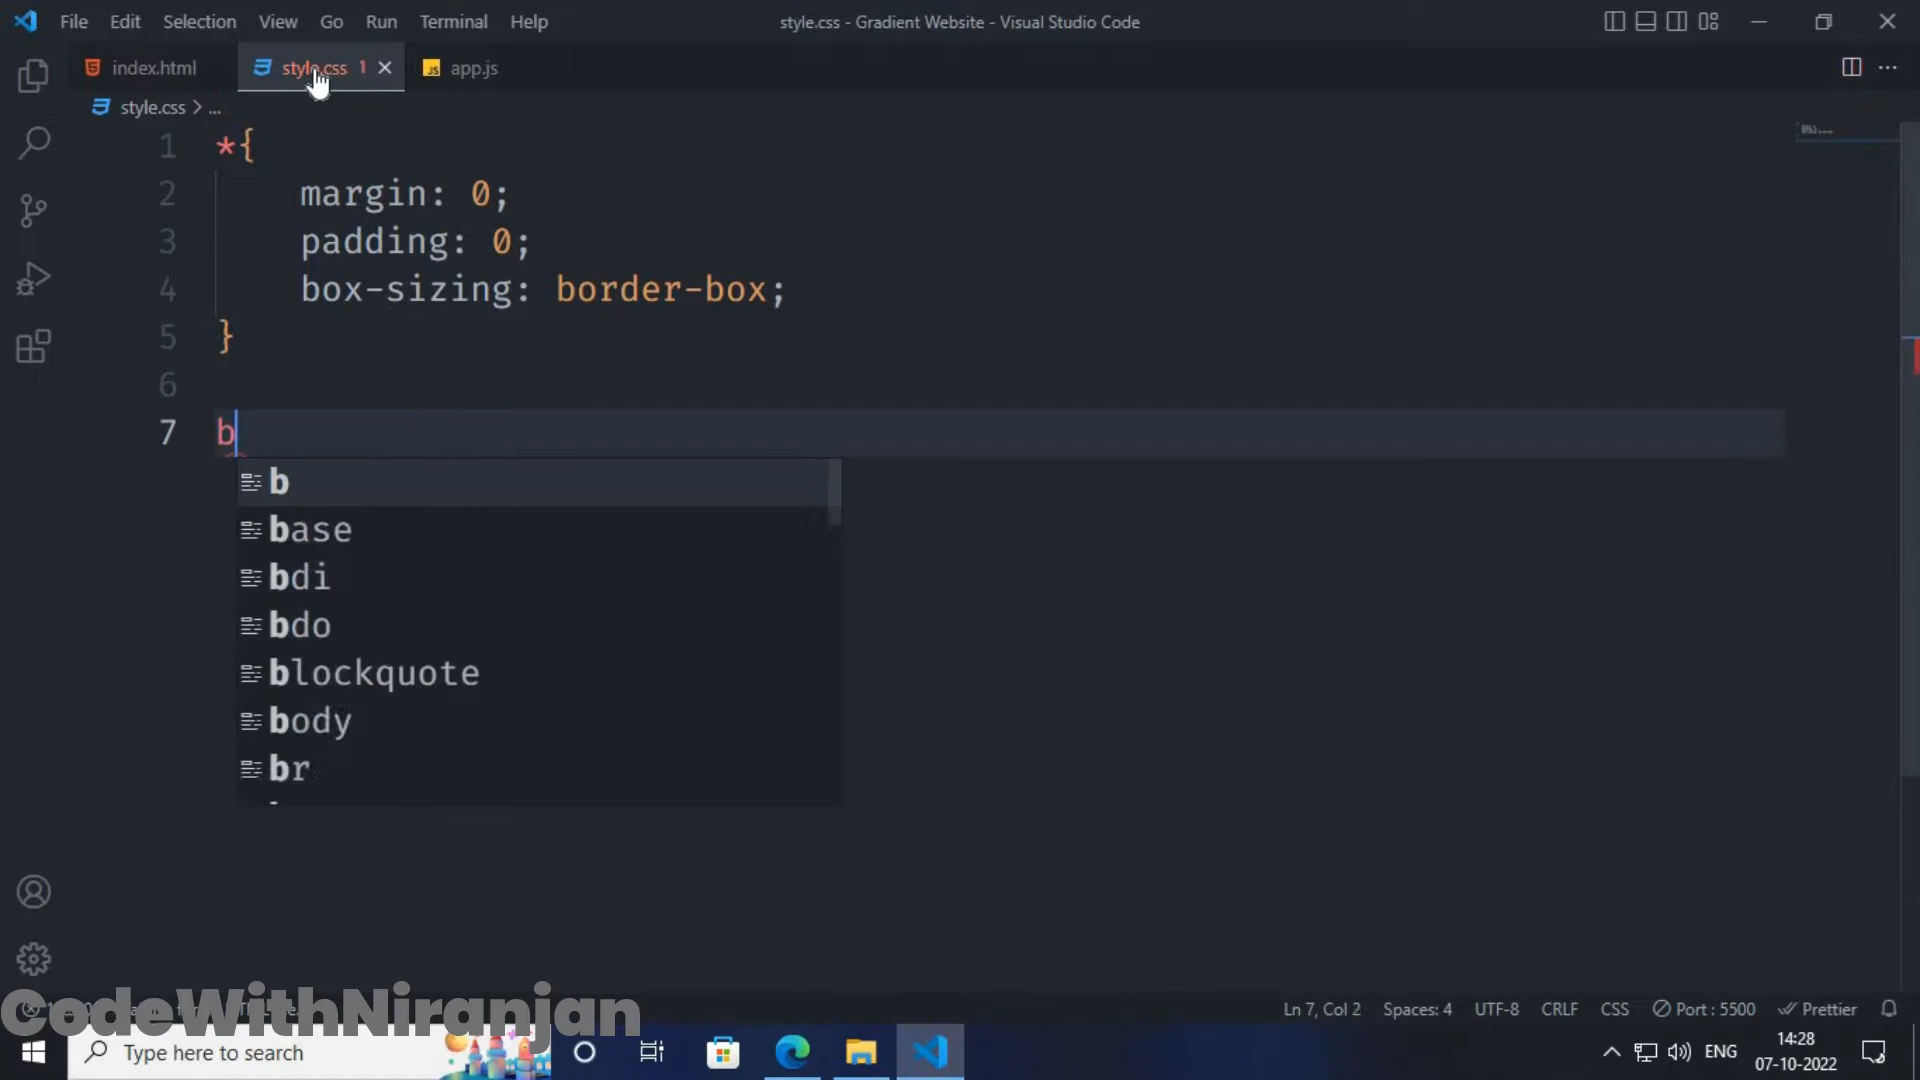 File Edit Selection View Go Run Terminal Help
style.css - Gradient Website - Visual Studio Code
index.html
style.css 1
JS app.js
style.css > ...
1 *{
2 margin: 0;
3 padding: 0;
4 box-sizing: border-box;
5 }
6
7 b
b
base
bdi
bdo
blockquote
body
br
CodeWithNiranjan
Ln 7, Col 2 Spaces: 4 UTF-8 CRLF CSS Port : 5500 Prettier
Type here to search
ENG
14:28
07-10-2022